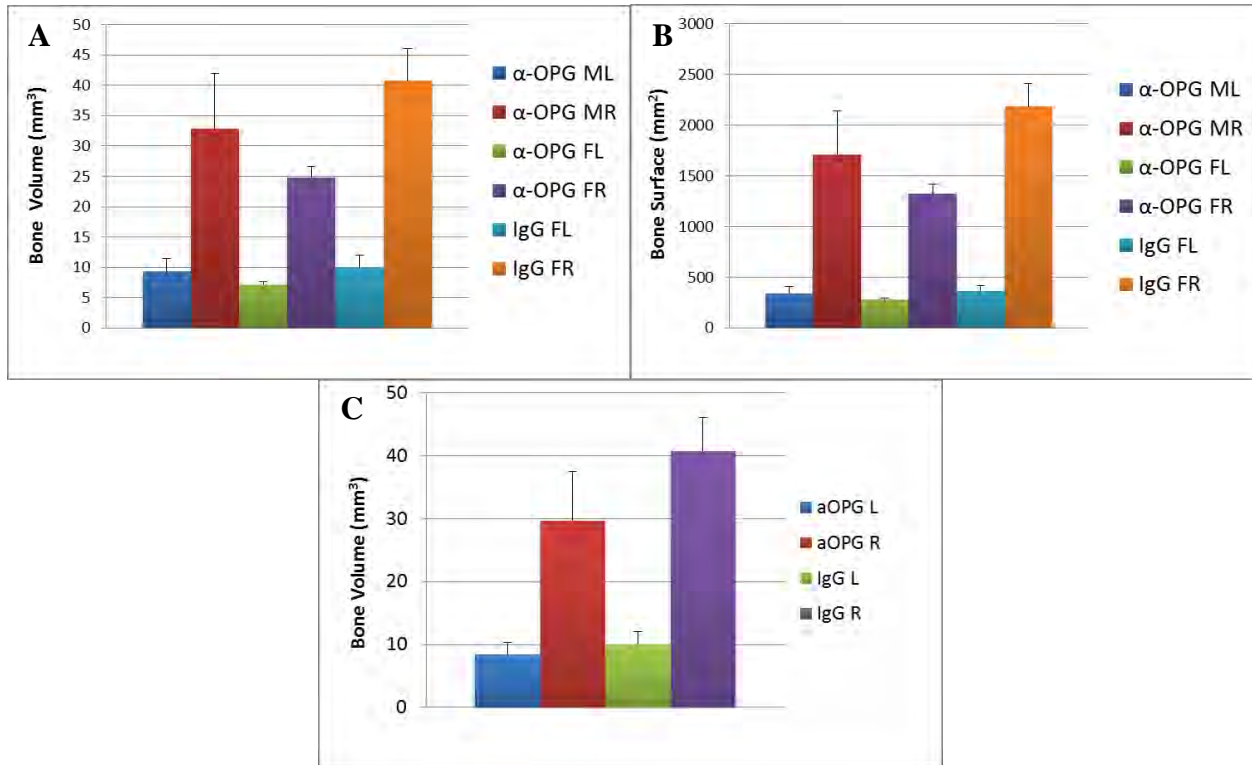 A
Bone Volume (mm³)
50
45
40
35
30
25
20
15
10
5
0
α-OPG ML
α-OPG MR
α-OPG FL
α-OPG FR
IgG FL
IgG FR
B
Bone Surface (mm²)
3000
2500
2000
1500
1000
500
0
α-OPG ML
α-OPG MR
α-OPG FL
α-OPG FR
IgG FL
IgG FR
C
Bone Volume (mm³)
50
40
30
20
10
0
aOPG L
aOPG R
IgG L
IgG R